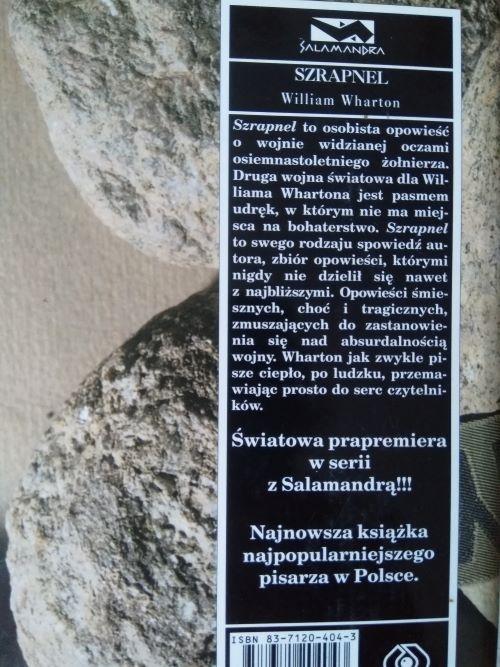 SALAMANDRA
SZRAPNEL
William Wharton
Szrapnel to osobista opowieść
o wojnie widzianej oczami
osiemnastoletniego żołnierza.
Druga wojna światowa dla Wil-
liama Whartona jest pasmem
udręk, w którym nie ma miej-
sca na bohaterstwo. Szrapnel
to swego rodzaju spowiedź au-
tora, zbiór opowieści, którymi
nigdy nie dzielił się nawet
z najbliższymi. Opowieści śmie-
sznych, choć i tragicznych,
zmuszających do zastanowie-
nia się nad absurdalnością
wojny. Wharton jak zwykle pi-
sze ciepło, po ludzku, przema-
wiając prosto do serc czytelni-
ków.
Światowa prapremiera
w serii
z Salamandrą!!!
Najnowsza książka
najpopularniejszego
pisarza w Polsce.
ISBN 83-7120-404-3